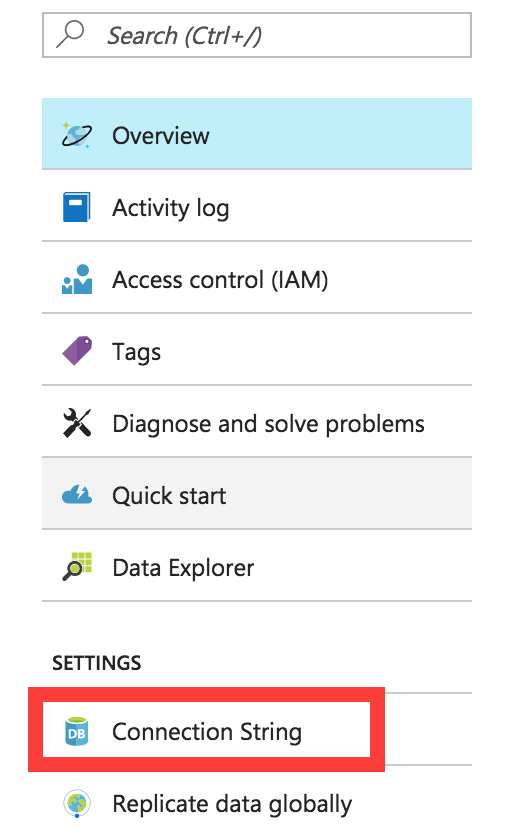 Search (Ctrl+/)
Overview
Activity log
Access control (IAM)
Tags
Diagnose and solve problems
Quick start
Data Explorer
SETTINGS
DB Connection String
Replicate data globally